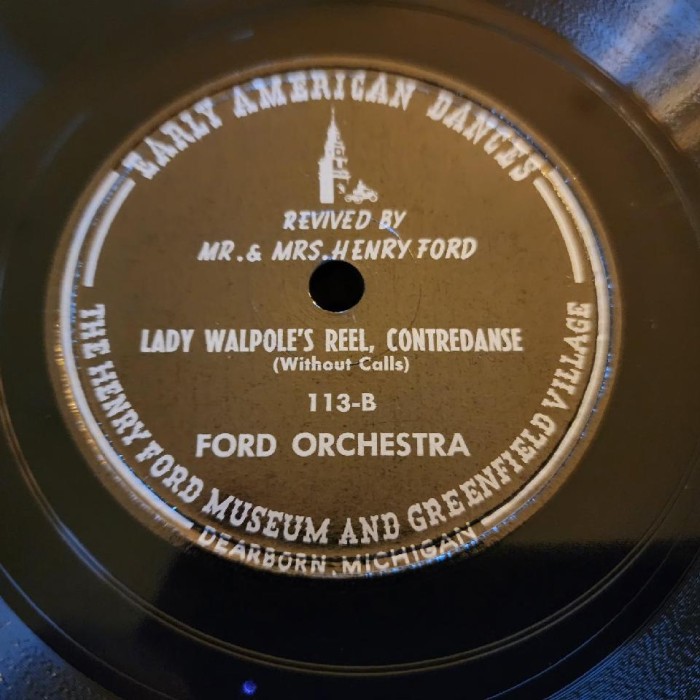 EARLY AMERICAN DANCES
REVIVED BY
MR. & MRS. HENRY FORD
LADY WALPOLE'S REEL, CONTREDANSE
(Without Calls)
113-B
FORD ORCHESTRA
THE HENRY FORD MUSEUM AND GREENFIELD VILLAGE
DEARBORN, MICHIGAN